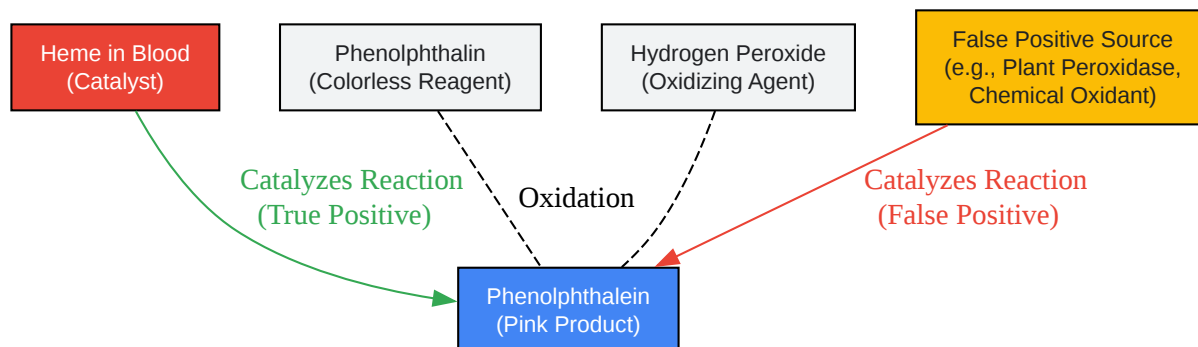 Heme in Blood
(Catalyst)
Phenolphthalin
(Colorless Reagent)
Hydrogen Peroxide
(Oxidizing Agent)
False Positive Source
(e.g., Plant Peroxidase,
Chemical Oxidant)
Catalyzes Reaction
(True Positive)
Oxidation
Catalyzes Reaction
(False Positive)
Phenolphthalein
(Pink Product)